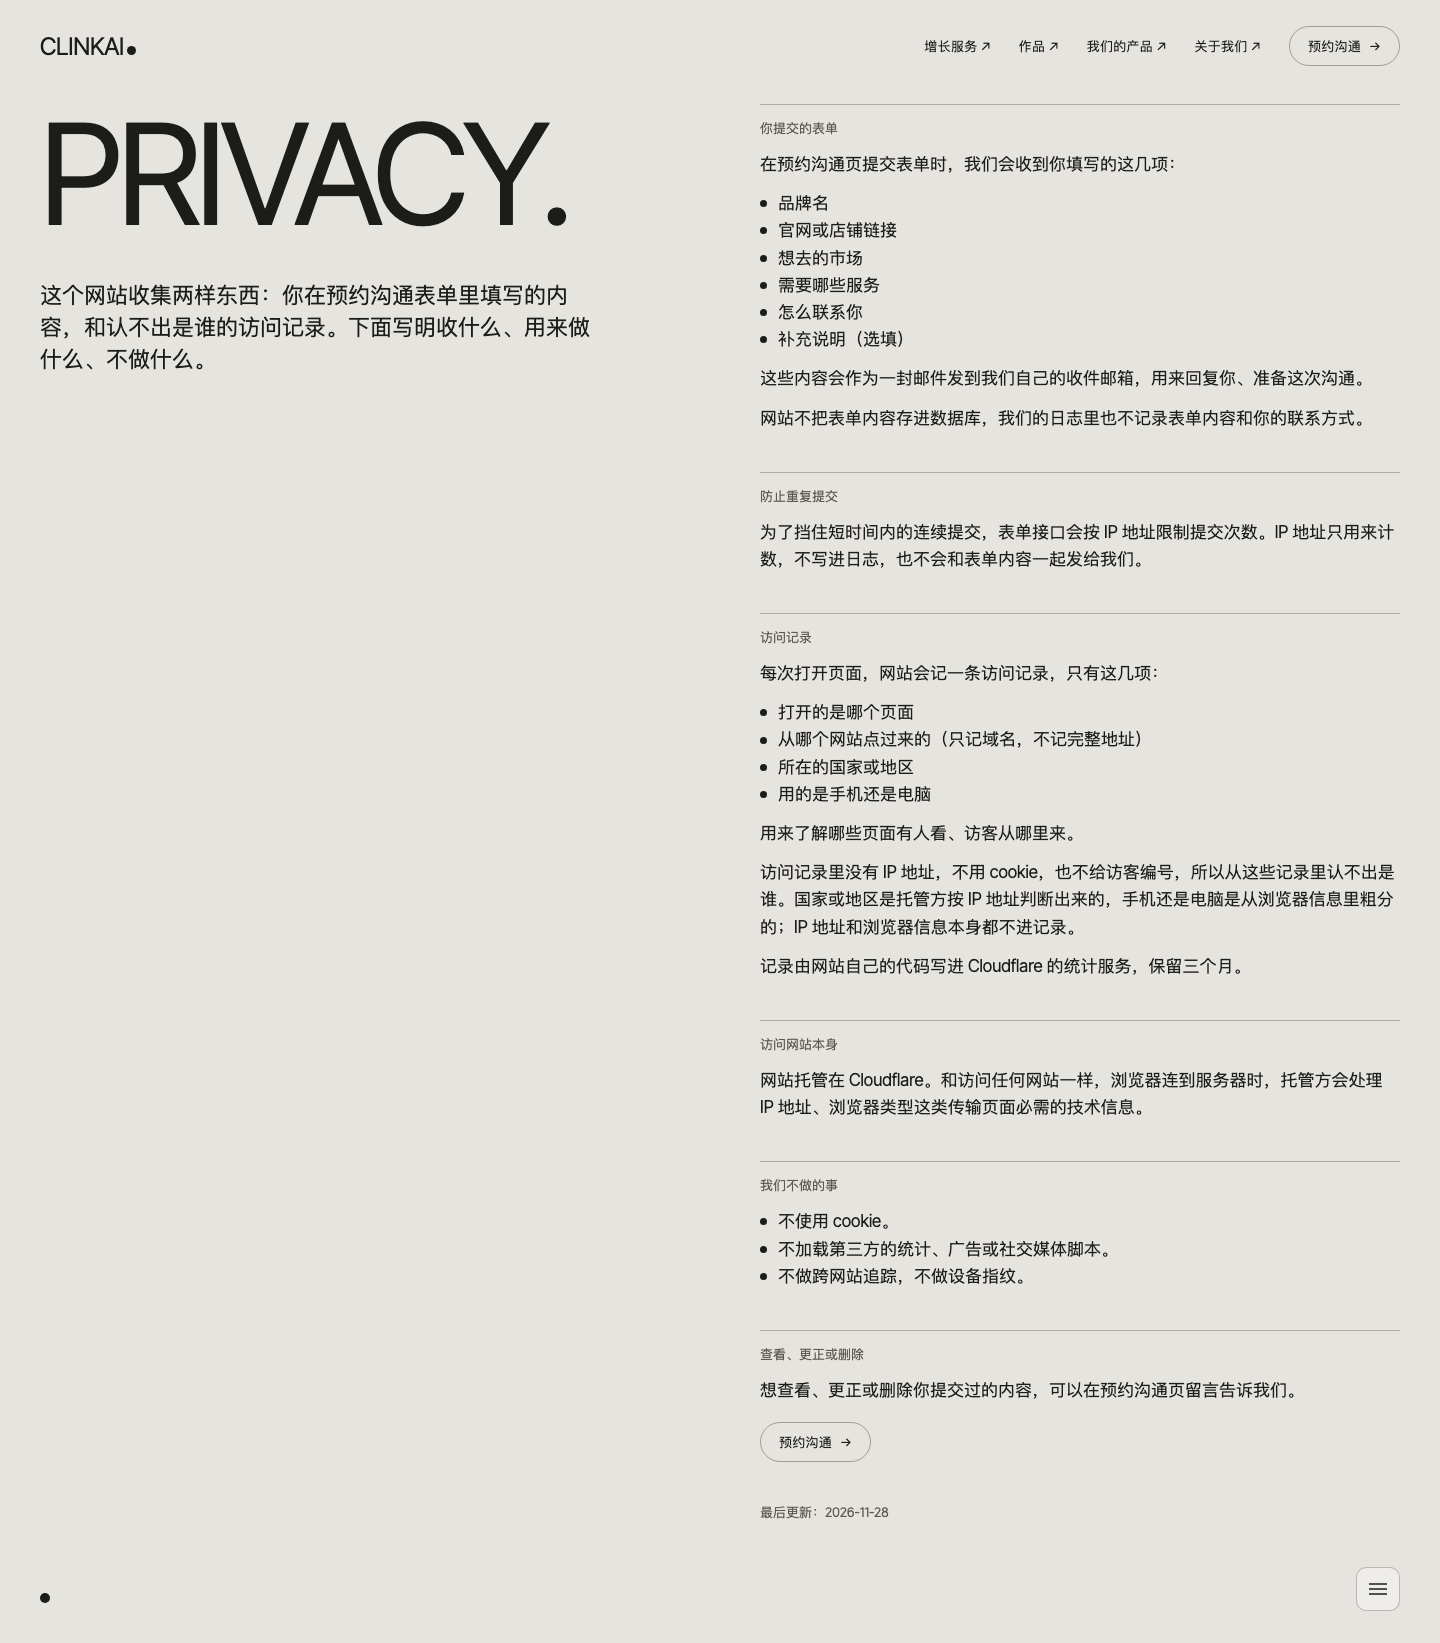 CLINKAI
增长服务 ↗ 作品 ↗ 我们的产品 ↗ 关于我们 ↗ 预约沟通 →
PRIVACY.
这个网站收集两样东西：你在预约沟通表单里填写的内
容，和认不出是谁的访问记录。下面写明收什么、用来做
什么、不做什么。
你提交的表单
在预约沟通页提交表单时，我们会收到你填写的这几项：
• 品牌名
• 官网或店铺链接
• 想去的市场
• 需要哪些服务
• 怎么联系你
• 补充说明（选填）
这些内容会作为一封邮件发到我们自己的收件邮箱，用来回复你、准备这次沟通。
网站不把表单内容存进数据库，我们的日志里也不记录表单内容和你的联系方式。
防止重复提交
为了挡住短时间内的连续提交，表单接口会按 IP 地址限制提交次数。IP 地址只用来计
数，不写进日志，也不会和表单内容一起发给我们。
访问记录
每次打开页面，网站会记一条访问记录，只有这几项：
• 打开的是哪个页面
• 从哪个网站点过来的（只记域名，不记完整地址）
• 所在的国家或地区
• 用的是手机还是电脑
用来了解哪些页面有人看、访客从哪里来。
访问记录里没有 IP 地址，不用 cookie，也不给访客编号，所以从这些记录里认不出是
谁。国家或地区是托管方按 IP 地址判断出来的，手机还是电脑是从浏览器信息里粗分
的；IP 地址和浏览器信息本身都不进记录。
记录由网站自己的代码写进 Cloudflare 的统计服务，保留三个月。
访问网站本身
网站托管在 Cloudflare。和访问任何网站一样，浏览器连到服务器时，托管方会处理
IP 地址、浏览器类型这类传输页面必需的技术信息。
我们不做的事
• 不使用 cookie。
• 不加载第三方的统计、广告或社交媒体脚本。
• 不做跨网站追踪，不做设备指纹。
查看、更正或删除
想查看、更正或删除你提交过的内容，可以在预约沟通页留言告诉我们。
预约沟通 →
最后更新：2026-11-28